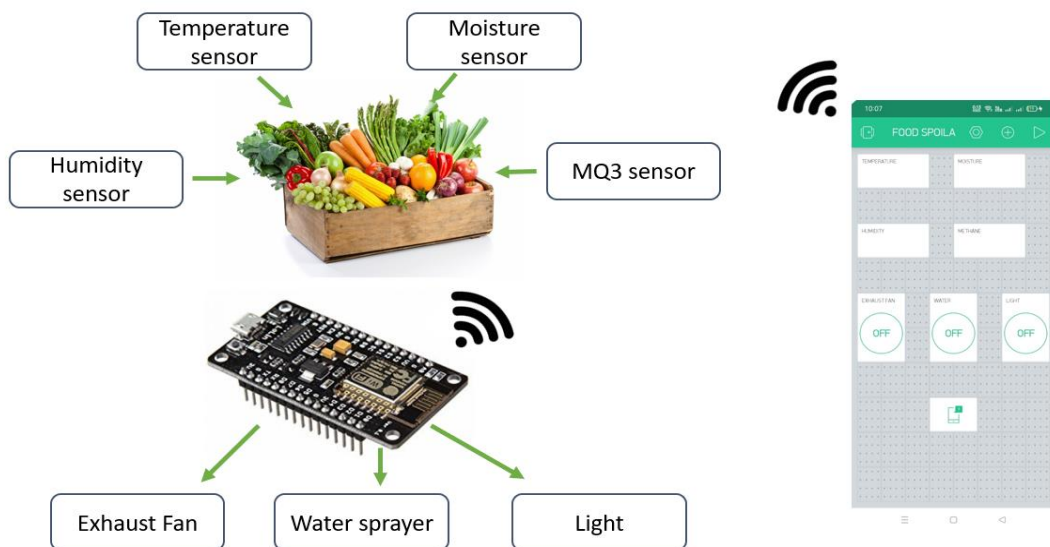 Temperature
sensor
Moisture
sensor
Humidity
sensor
MQ3 sensor
Exhaust Fan
Water sprayer
Light
10:07
FOOD SPOILA
TEMPERATURE
MOISTURE
HUMIDITY
METHANE
EXHAUST FAN
WATER
LIGHT
OFF
OFF
OFF